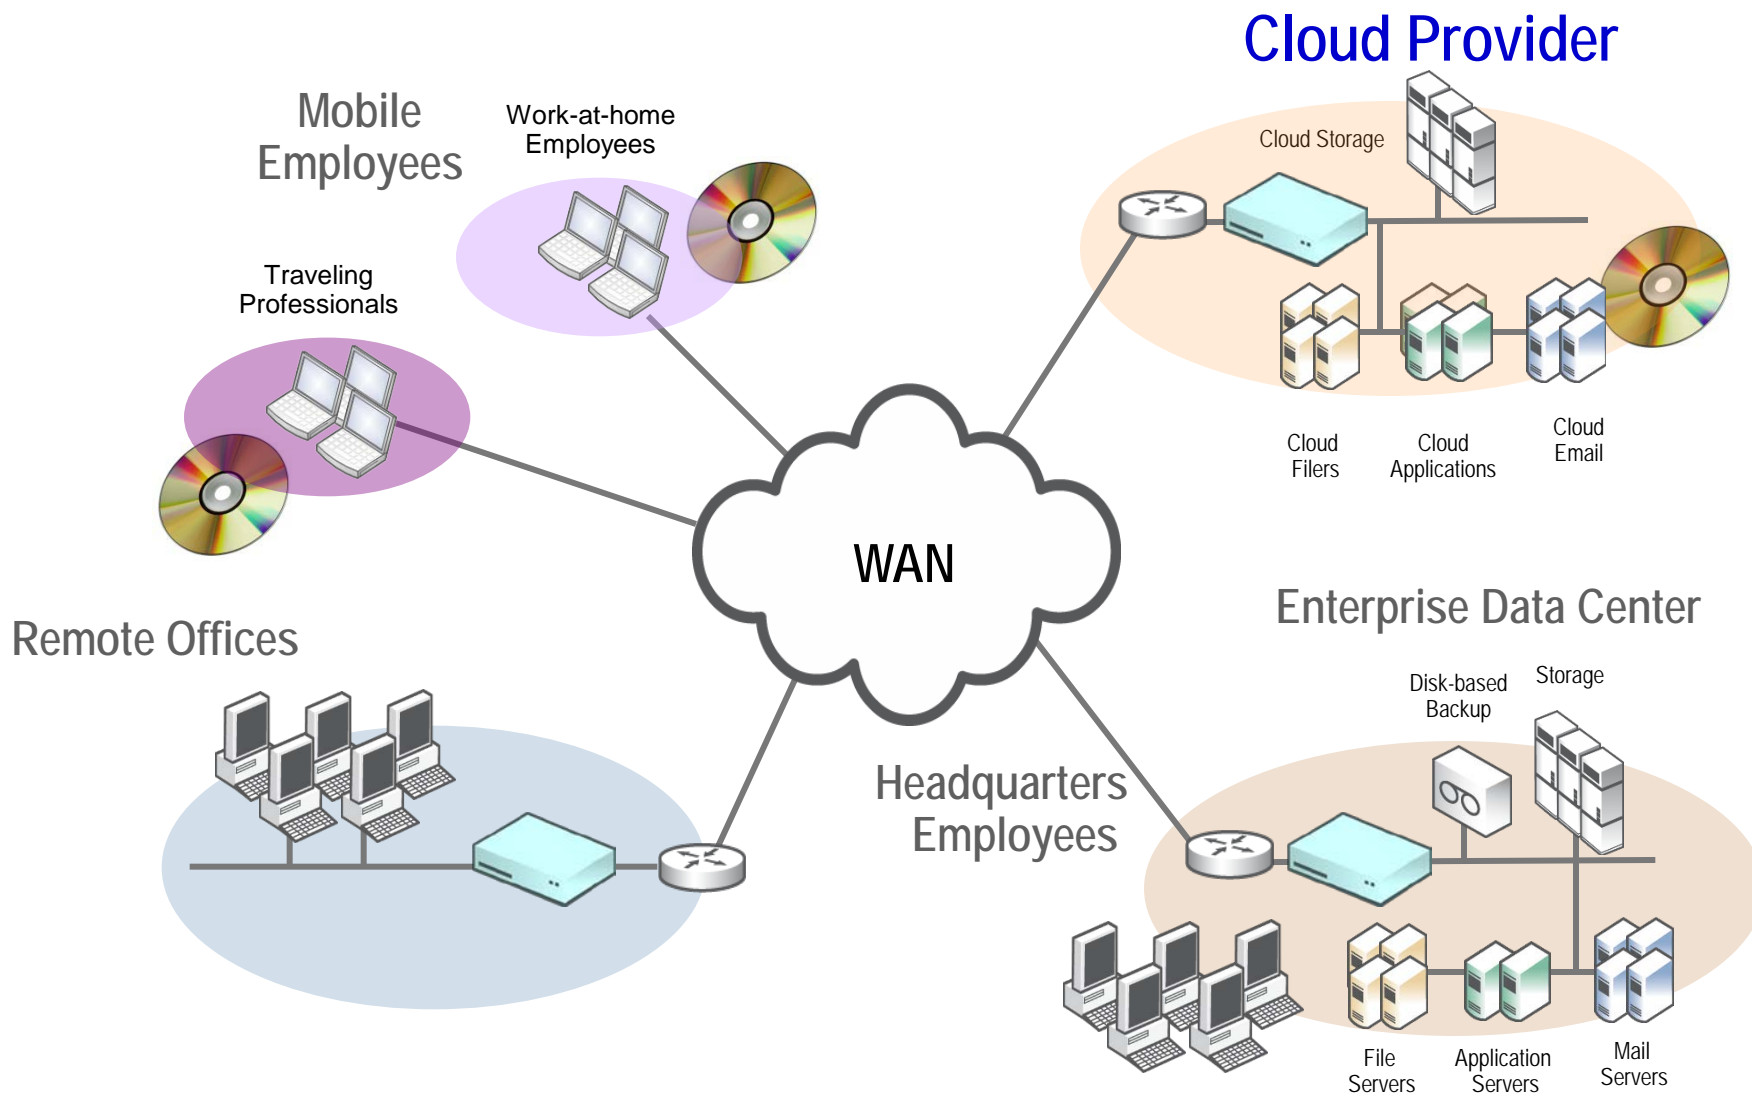 Cloud Provider
Mobile
Employees
Work-at-home
Employees
Cloud Storage
Traveling
Professionals
Cloud
Filers
Cloud
Applications
Cloud
Email
WAN
Remote Offices
Enterprise Data Center
Disk-based
Backup
Storage
Headquarters
Employees
File
Servers
Application
Servers
Mail
Servers